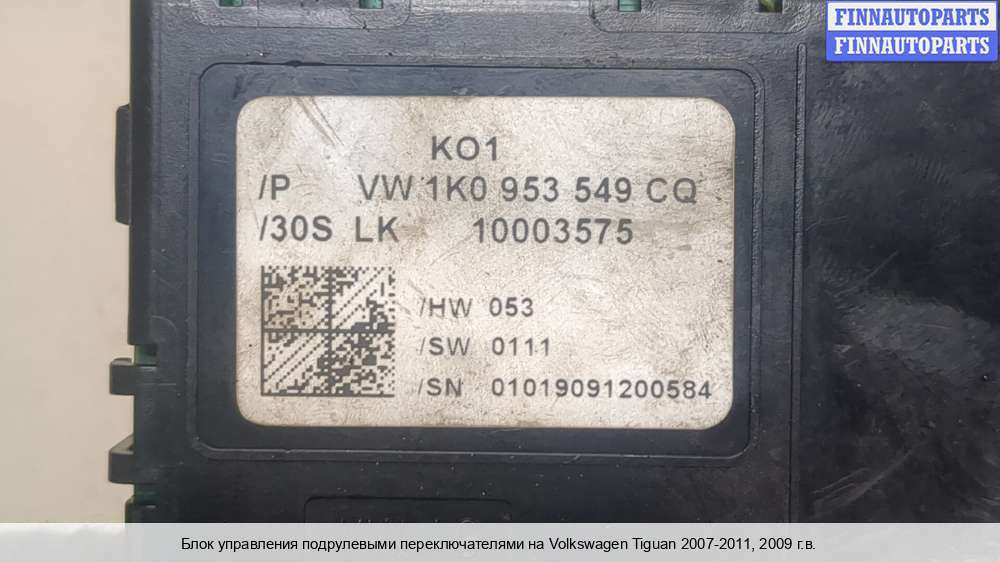 FINNAUTOPARTS
FINNAUTOPARTS
KO1
/P VW 1K0 953 549 CQ
/30S LK 10003575
/HW 053
/SW 0111
/SN 01019091200584
Блок управления подрулевыми переключателями на Volkswagen Tiguan 2007-2011, 2009 г.в.